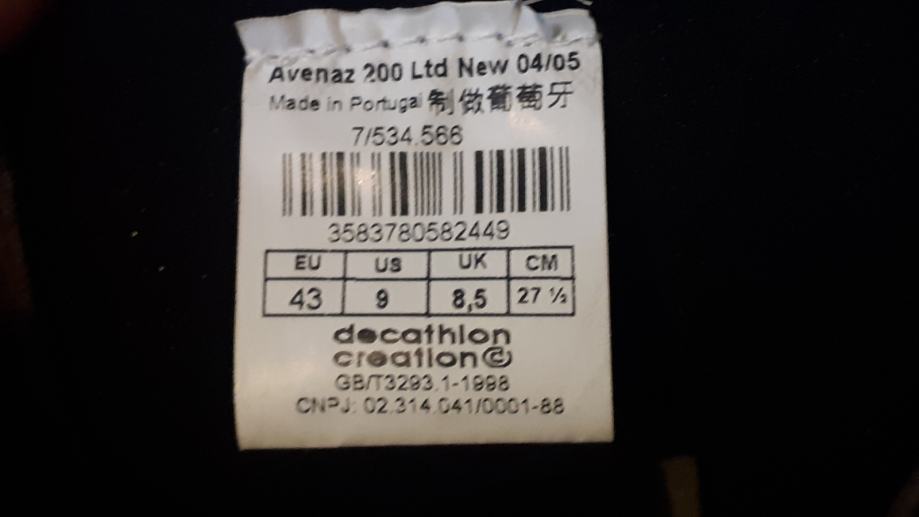 Avenaz 200 Ltd New 04/05
Made in Portugal 制做葡萄牙
7/534.566
3583780582449
EU US UK CM
43 9 8,5 27 ½
decathlon
creation©
GB/T3293.1-1998
CNPJ: 02.314.041/0001-88